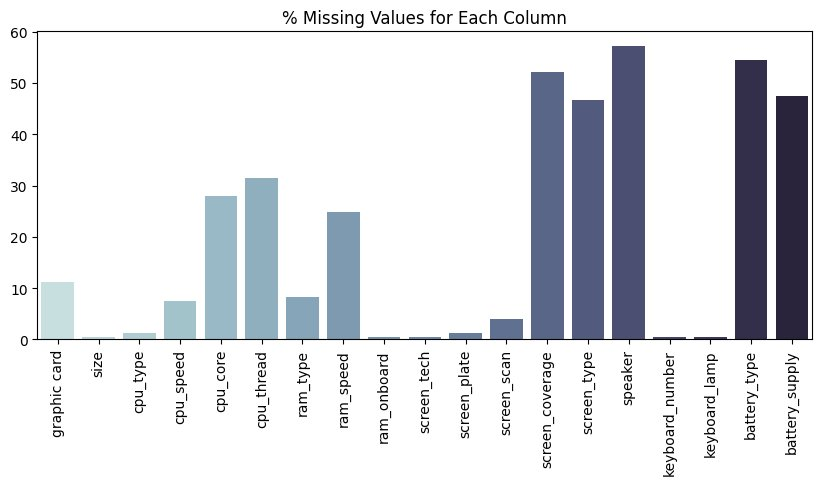 % Missing Values for Each Column
60
50
40
30
20
10
0
graphic card
size
cpu_type
cpu_speed
cpu_core
cpu_thread
ram_type
ram_speed
ram_onboard
screen_tech
screen_plate
screen_scan
screen_coverage
screen_type
speaker
keyboard_number
keyboard_lamp
battery_type
battery_supply